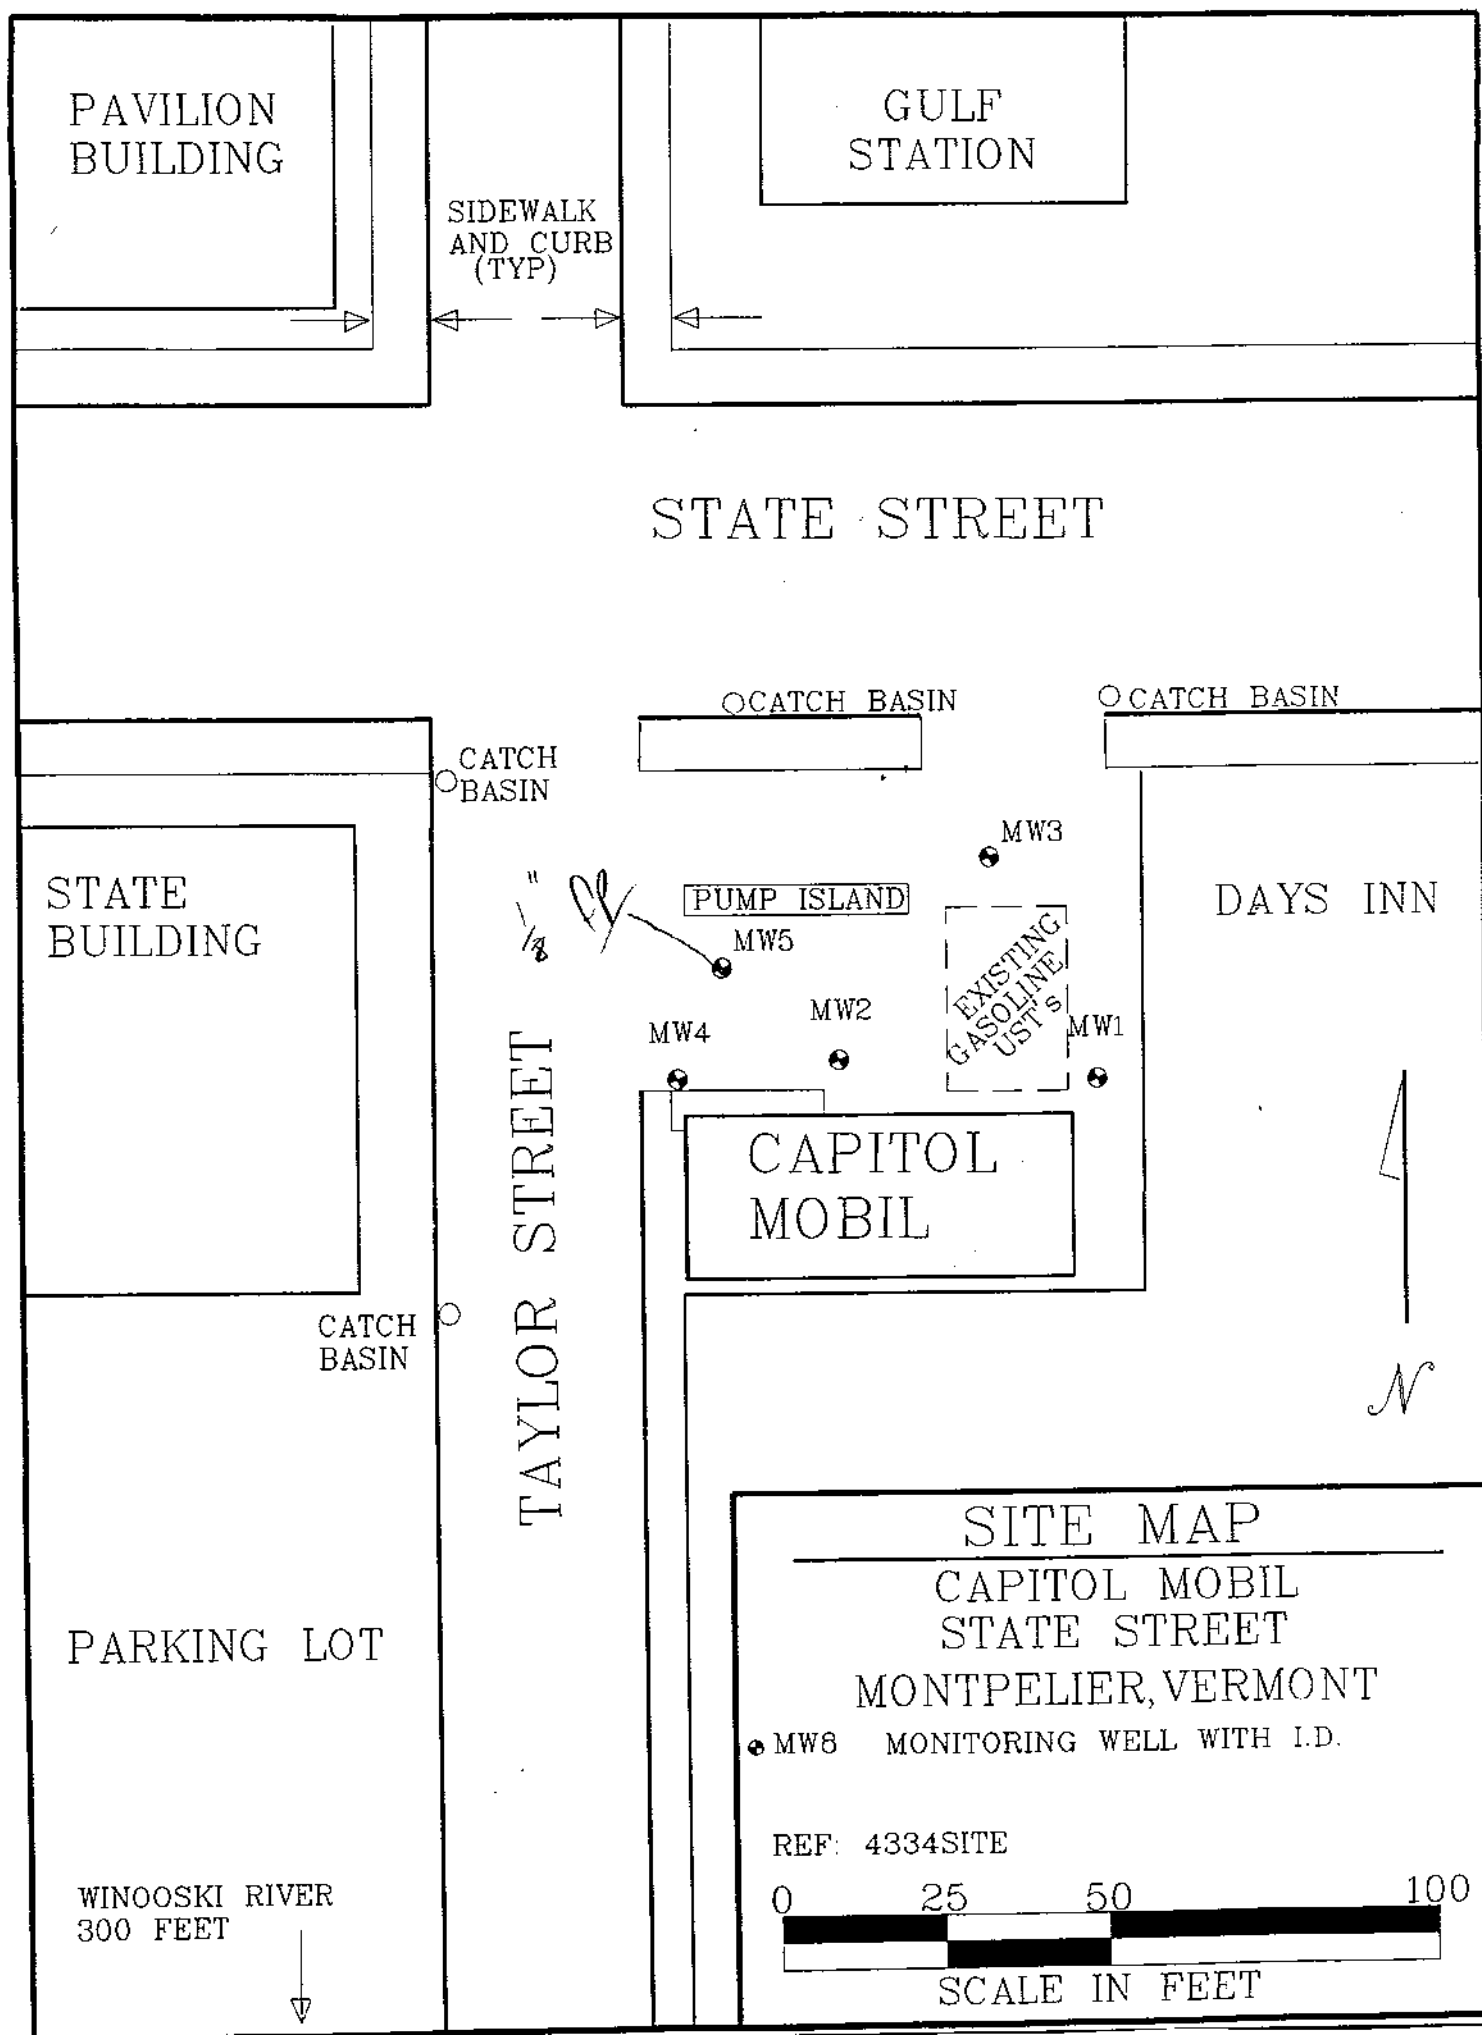 PAVILION
BUILDING
GULF
STATION
SIDEWALK
AND CURB
(TYP)
STATE STREET
CATCH BASIN
CATCH BASIN
CATCH
BASIN
MW3
STATE
BUILDING
1/8"
PUMP ISLAND
DAYS INN
MW5
EXISTING
GASOLINE
UST's
MW2
MW1
MW4
TAYLOR STREET
CAPITOL
MOBIL
CATCH
BASIN
N
SITE MAP
CAPITOL MOBIL
STATE STREET
MONTPELIER, VERMONT
PARKING LOT
MW8 MONITORING WELL WITH I.D.
REF: 4334SITE
WINOOSKI RIVER
300 FEET
0 25 50 100
SCALE IN FEET